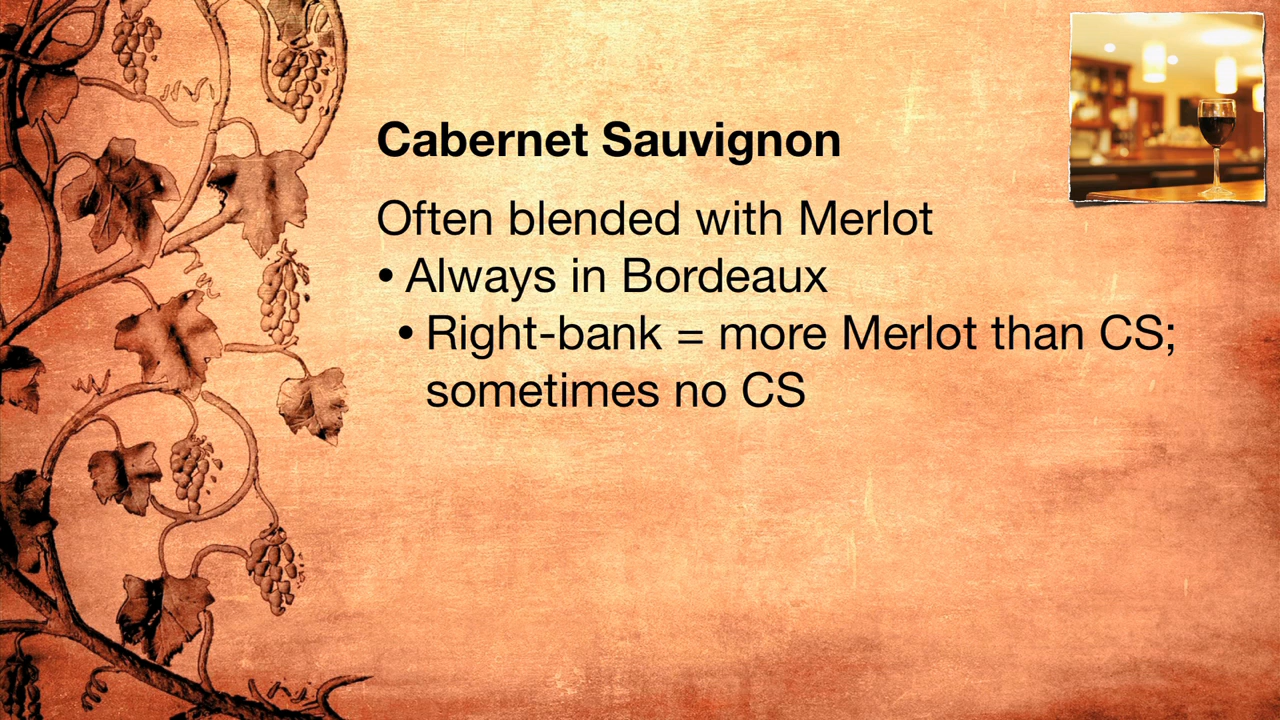 Cabernet Sauvignon
Often blended with Merlot
• Always in Bordeaux
• Right-bank = more Merlot than CS;
sometimes no CS